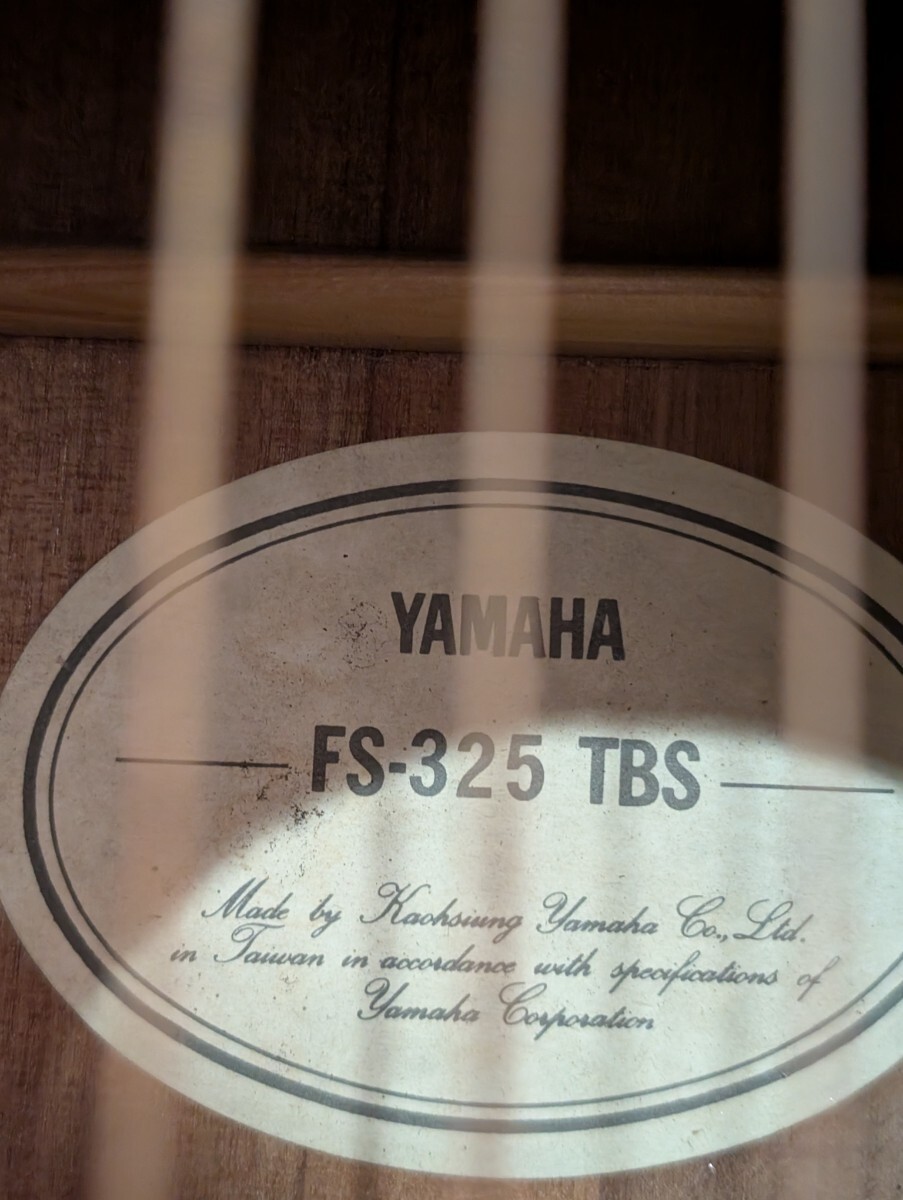 YAMAHA
FS-325 TBS
Made by Kaohsiung Yamaha Co., Ltd.
in Taiwan in accordance with specifications of
Yamaha Corporation